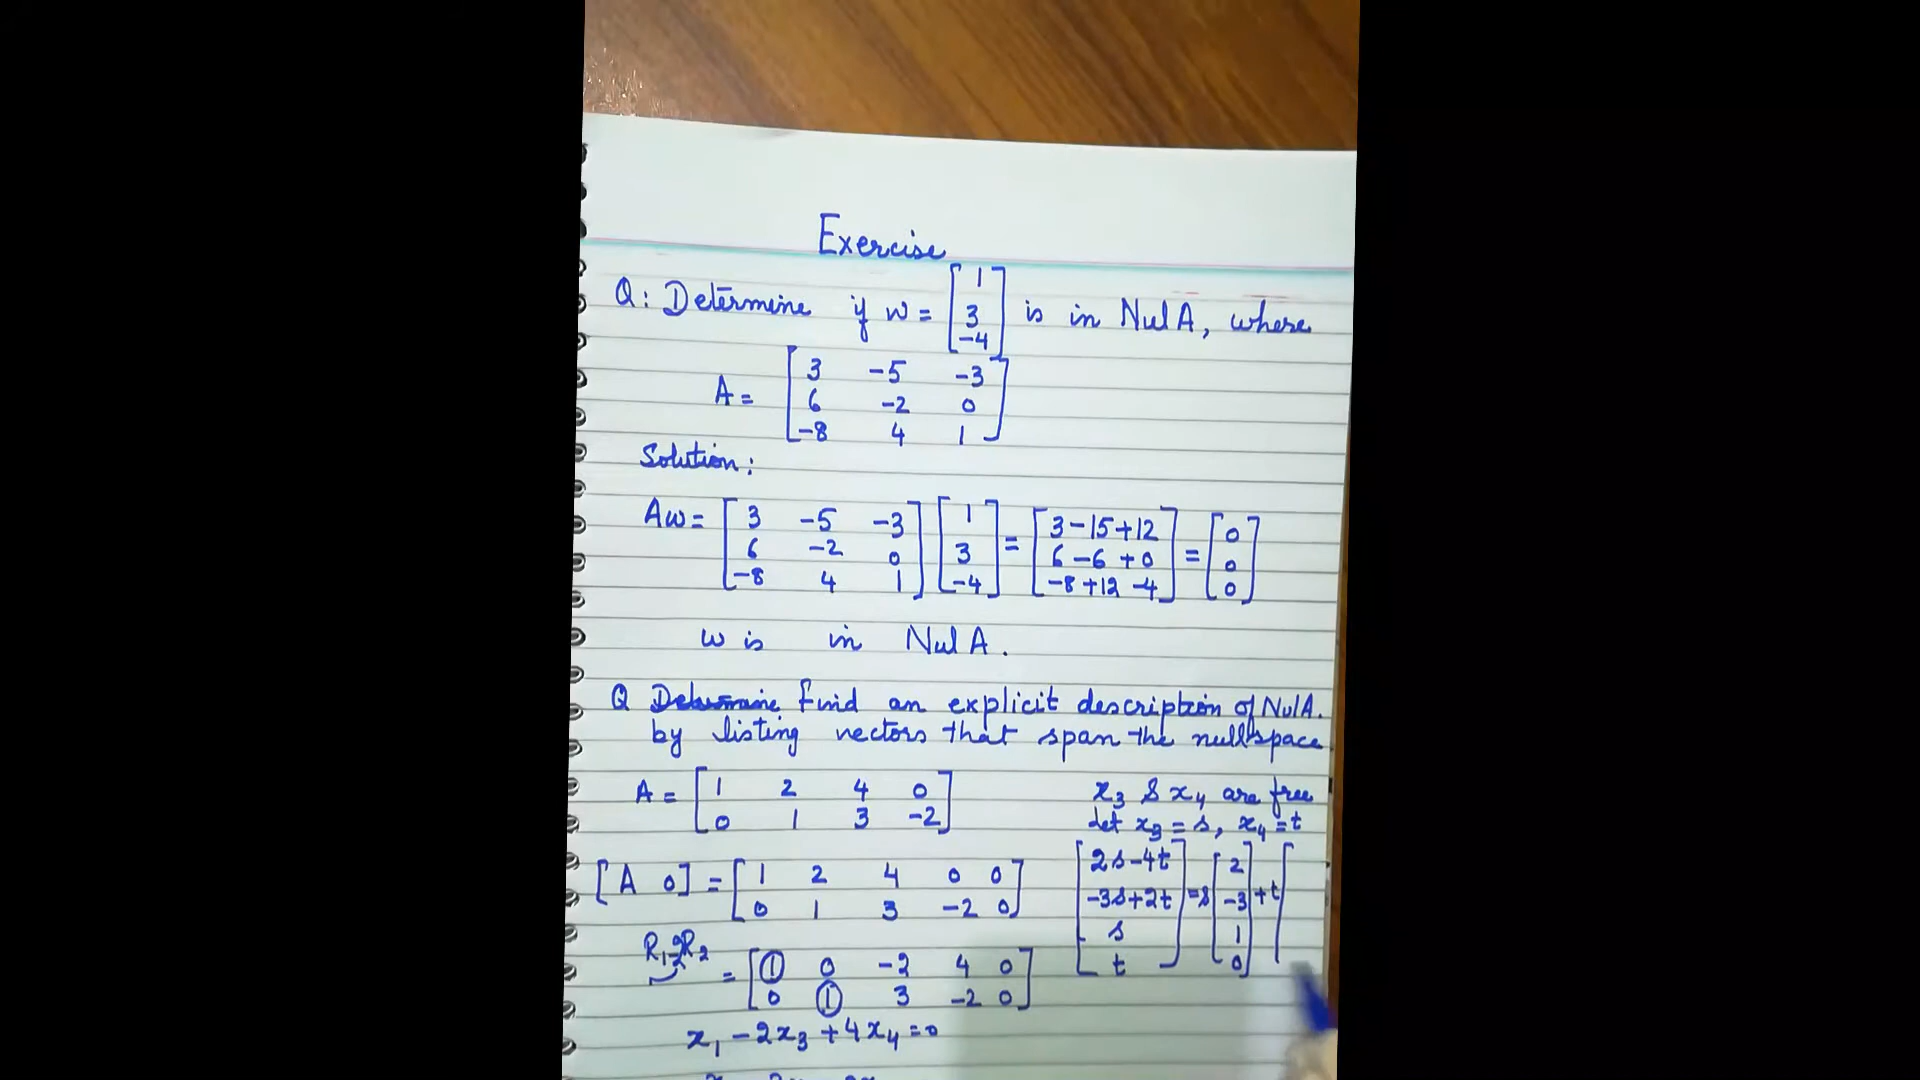 Exercise
Q: Determine if w = [1 3 -4] is in Nul A, where
A = [3 -5 -3
6 -2 0
-8 4 1]
Solution:
Aw = [3 -5 -3] [1] = [3-15+12] = [0]
[6 -2 0] [3] [6-6+0] [0]
[-8 4 1] [-4] [-8+12-4] [0]
w is in Nul A.
Q Determine find an explicit description of Nul A.
by listing vectors that span the null space
A = [1 2 4 0
0 1 3 -2]
[A 0] = [1 2 4 0 0
0 1 3 -2 0]
= [1 0 -2 4 0
0 1 3 -2 0]
x₁ - 2x₃ + 4x₄ = 0
x₃ & x₄ are free
let x₃ = s, x₄ = t
[2s-4t] = s [2] + t [
[-3s+2t] [-3]
[s] [1]
[t] [0]